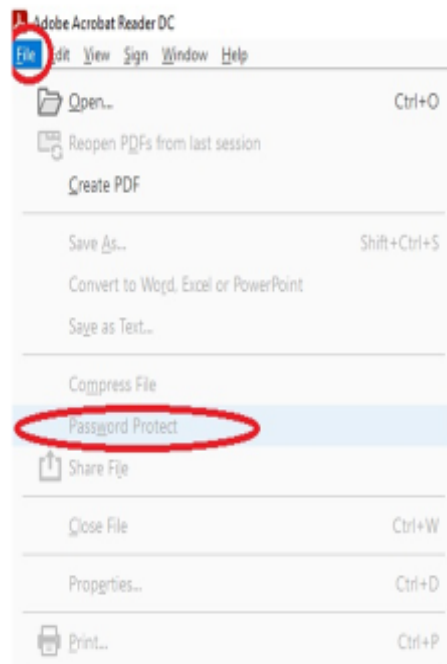 Adobe Acrobat Reader DC
File Edit View Sign Window Help
Open... Ctrl+O
Reopen PDFs from last session
Create PDF
Save As... Shift+Ctrl+S
Convert to Word, Excel or PowerPoint
Save as Text...
Compress File
Password Protect
Share File
Close File Ctrl+W
Properties... Ctrl+D
Print... Ctrl+P